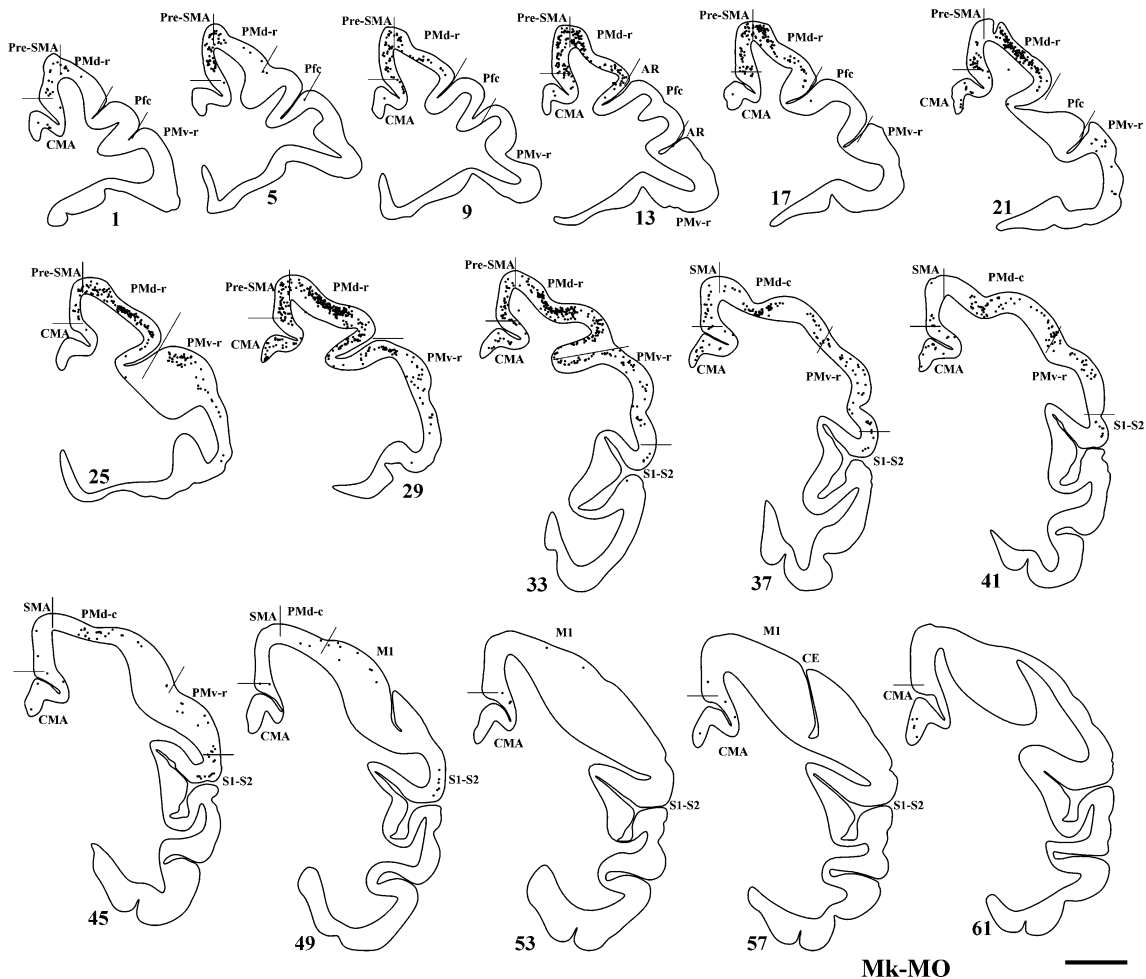 Pre-SMA
PMd-r
Pfc
CMA
PMv-r
1
Pre-SMA
PMd-r
Pfc
5
Pre-SMA
PMd-r
Pfc
CMA
PMv-r
9
Pre-SMA
PMd-r
AR
Pfc
AR
CMA
PMv-r
13
Pre-SMA
PMd-r
Pfc
CMA
PMv-r
17
Pre-SMA
PMd-r
CMA
Pfc
PMv-r
21
Pre-SMA
PMd-r
CMA
PMv-r
25
Pre-SMA
PMd-r
CMA
PMv-r
29
Pre-SMA
PMd-r
CMA
PMv-r
S1-S2
33
SMA
PMd-c
CMA
PMv-r
S1-S2
37
SMA
PMd-c
CMA
PMv-r
S1-S2
41
SMA
PMd-c
PMv-r
CMA
S1-S2
45
SMA
PMd-c
M1
CMA
S1-S2
49
M1
CMA
S1-S2
53
M1
CE
CMA
S1-S2
57
CMA
61
Mk-MO